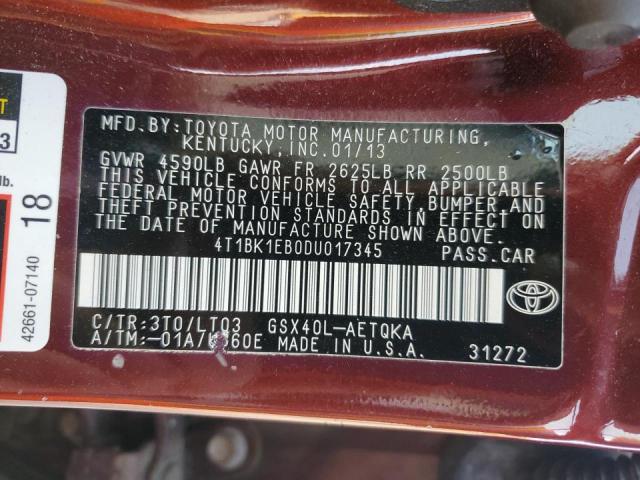 MFD.BY:TOYOTA MOTOR MANUFACTURING,
KENTUCKY, INC.01/13
GVWR 4590LB GAWR FR 2625LB RR 2500LB
THIS VEHICLE CONFORMS TO ALL APPLICABLE
FEDERAL MOTOR VEHICLE SAFETY, BUMPER AND
THEFT PREVENTION STANDARDS IN EFFECT ON
THE DATE OF MANUFACTURE SHOWN ABOVE.
4T1BK1EB0DU017345 PASS.CAR
C/TR:3T0/LTQ3 GSX40L-AETQKA
MADE IN U.S.A. 31272
lb.
18
42661-07140